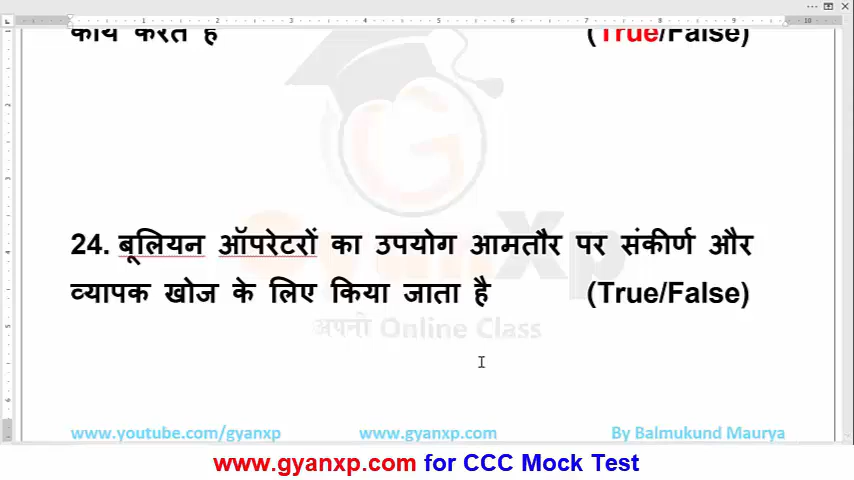 कार्य करते है (True/False)
24. बूलियन ऑपरेटरों का उपयोग आमतौर पर संकीर्ण और
व्यापक खोज के लिए किया जाता है (True/False)
GyanXp
अपनी Online Class
www.youtube.com/gyanxp www.gyanxp.com By Balmukund Maurya
www.gyanxp.com for CCC Mock Test